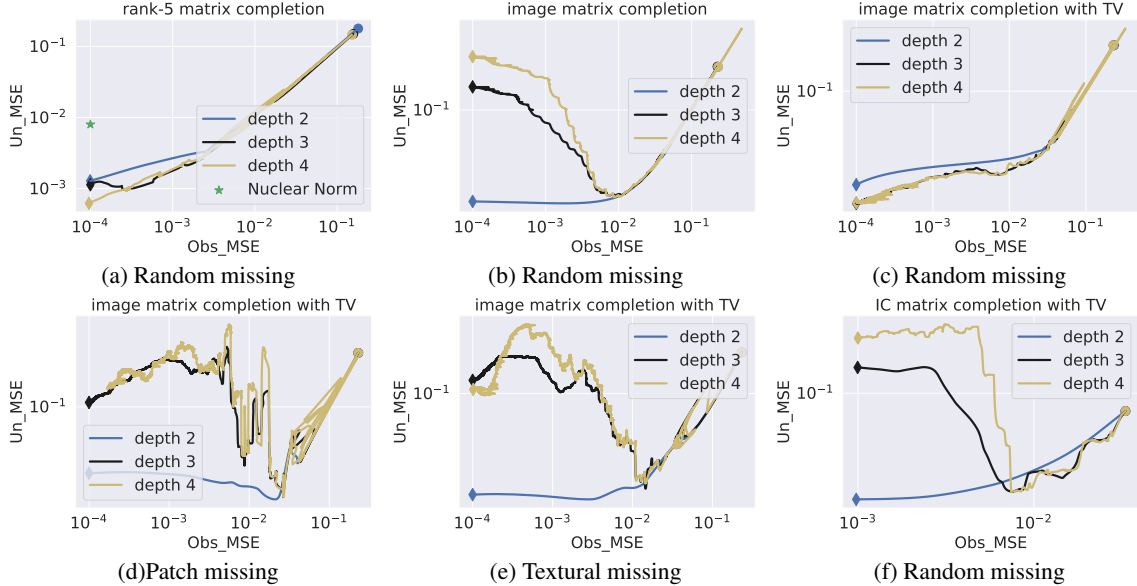 rank-5 matrix completion
Un_MSE
10⁻¹
10⁻²
10⁻³
depth 2
depth 3
depth 4
Nuclear Norm
10⁻⁴ 10⁻³ 10⁻² 10⁻¹
Obs_MSE
(a) Random missing
image matrix completion
Un_MSE
10⁻¹
depth 2
depth 3
depth 4
10⁻⁴ 10⁻³ 10⁻² 10⁻¹
Obs_MSE
(b) Random missing
image matrix completion with TV
Un_MSE
10⁻¹
depth 2
depth 3
depth 4
10⁻⁴ 10⁻³ 10⁻² 10⁻¹
Obs_MSE
(c) Random missing
image matrix completion with TV
Un_MSE
10⁻¹
depth 2
depth 3
depth 4
10⁻⁴ 10⁻³ 10⁻² 10⁻¹
Obs_MSE
(d)Patch missing
image matrix completion with TV
Un_MSE
10⁻¹
depth 2
depth 3
depth 4
10⁻⁴ 10⁻³ 10⁻² 10⁻¹
Obs_MSE
(e) Textural missing
IC matrix completion with TV
Un_MSE
10⁻¹
depth 2
depth 3
depth 4
10⁻³ 10⁻²
Obs_MSE
(f) Random missing